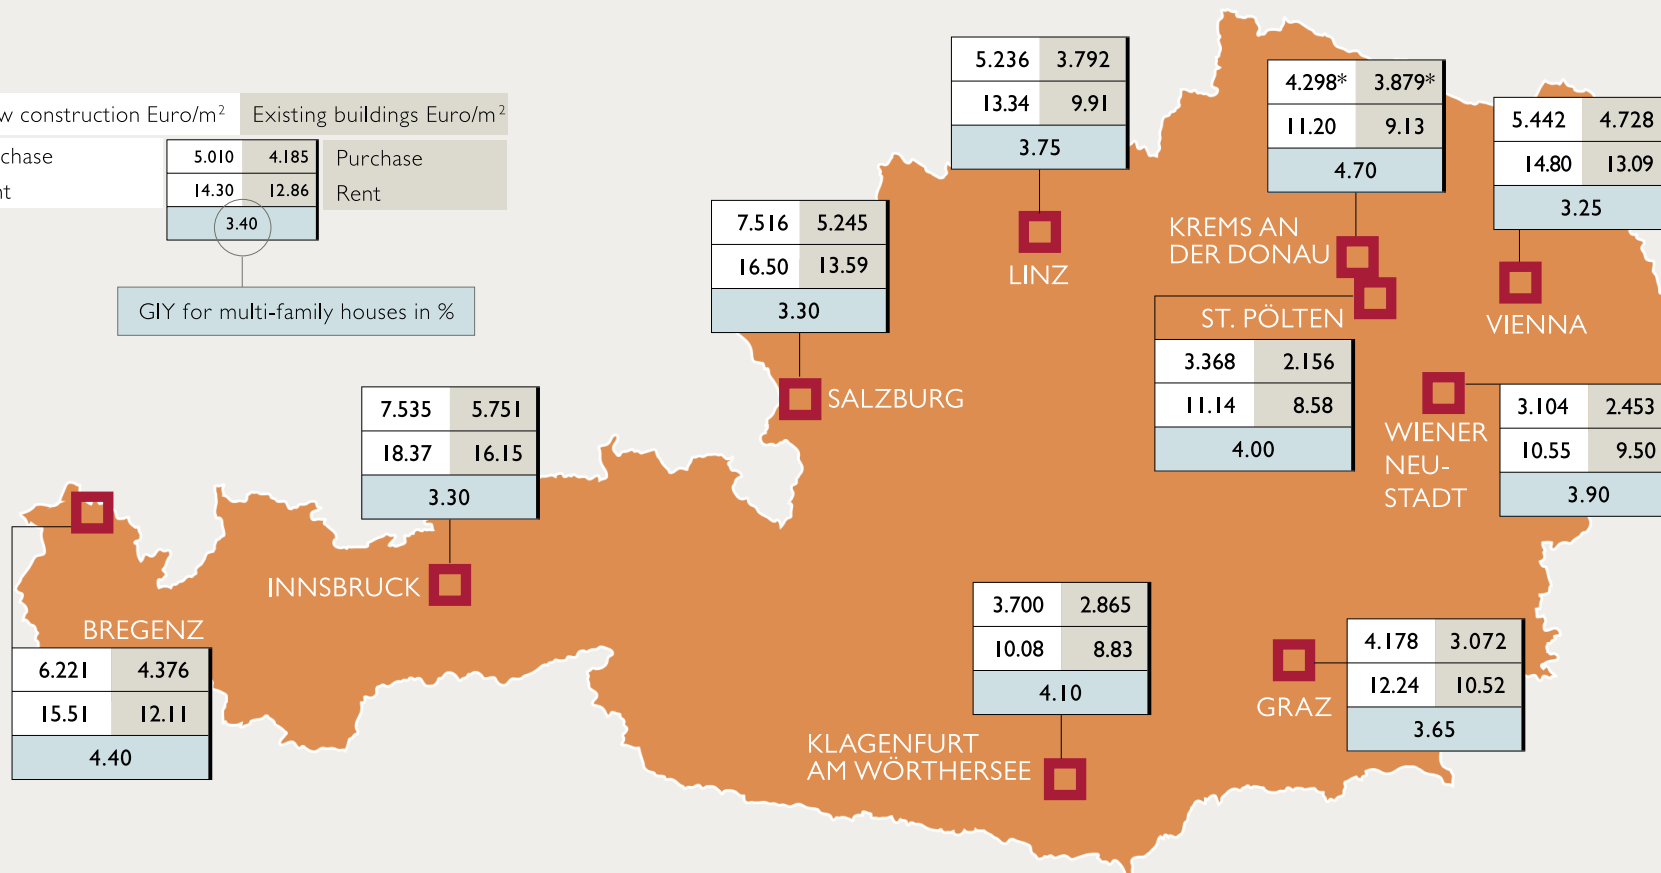 w construction Euro/m² Existing buildings Euro/m²
chase 5.010 4.185 Purchase
nt 14.30 12.86 Rent
3.40
GIY for multi-family houses in %
5.236 3.792
13.34 9.91
3.75
LINZ
4.298* 3.879*
11.20 9.13
4.70
KREMS AN
DER DONAU
5.442 4.728
14.80 13.09
3.25
VIENNA
7.516 5.245
16.50 13.59
3.30
SALZBURG
ST. PÖLTEN
3.368 2.156
11.14 8.58
4.00
WIENER
NEU-
STADT
3.104 2.453
10.55 9.50
3.90
7.535 5.751
18.37 16.15
3.30
INNSBRUCK
BREGENZ
6.221 4.376
15.51 12.11
4.40
3.700 2.865
10.08 8.83
4.10
KLAGENFURT
AM WÖRTHERSEE
GRAZ
4.178 3.072
12.24 10.52
3.65